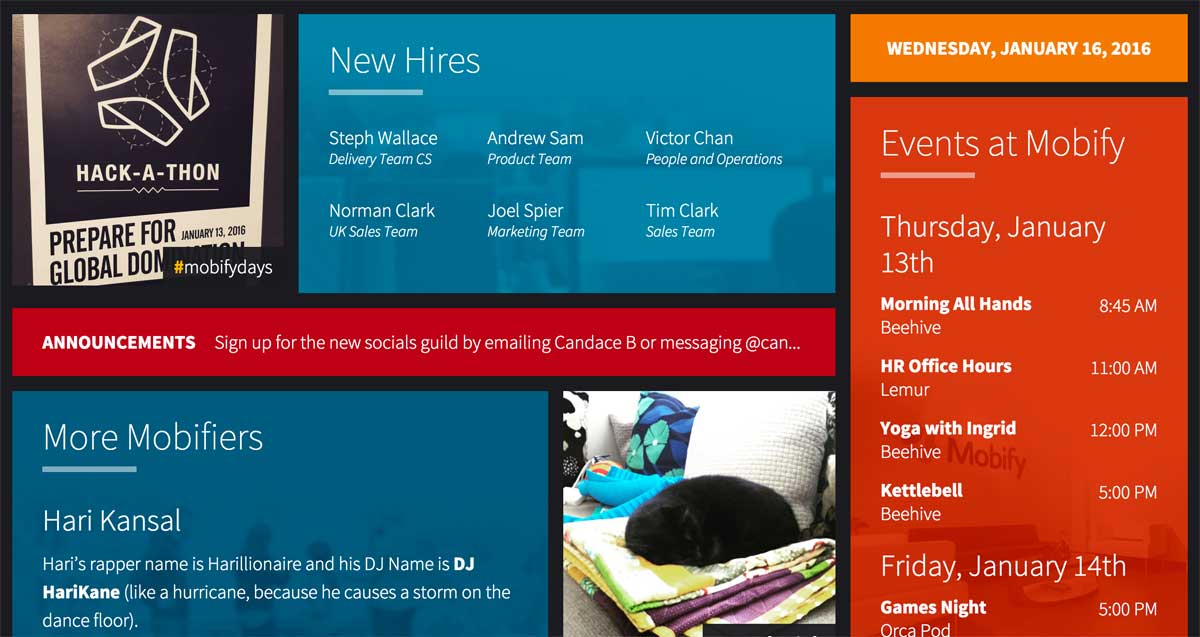 HACK-A-THON
PREPARE FOR JANUARY 13, 2016
GLOBAL
#mobifydays
New Hires
Steph Wallace
Delivery Team CS
Andrew Sam
Product Team
Victor Chan
People and Operations
Norman Clark
UK Sales Team
Joel Spier
Marketing Team
Tim Clark
Sales Team
ANNOUNCEMENTS Sign up for the new socials guild by emailing Candace B or messaging @can...
More Mobifiers
Hari Kansal
Hari’s rapper name is Harillionaire and his DJ Name is DJ
HariKane (like a hurricane, because he causes a storm on the
dance floor).
WEDNESDAY, JANUARY 16, 2016
Events at Mobify
Thursday, January
13th
Morning All Hands 8:45 AM
Beehive
HR Office Hours 11:00 AM
Lemur
Yoga with Ingrid 12:00 PM
Beehive
Mobify
Kettlebell 5:00 PM
Beehive
Friday, January 14th
Games Night 5:00 PM
Orca Pod